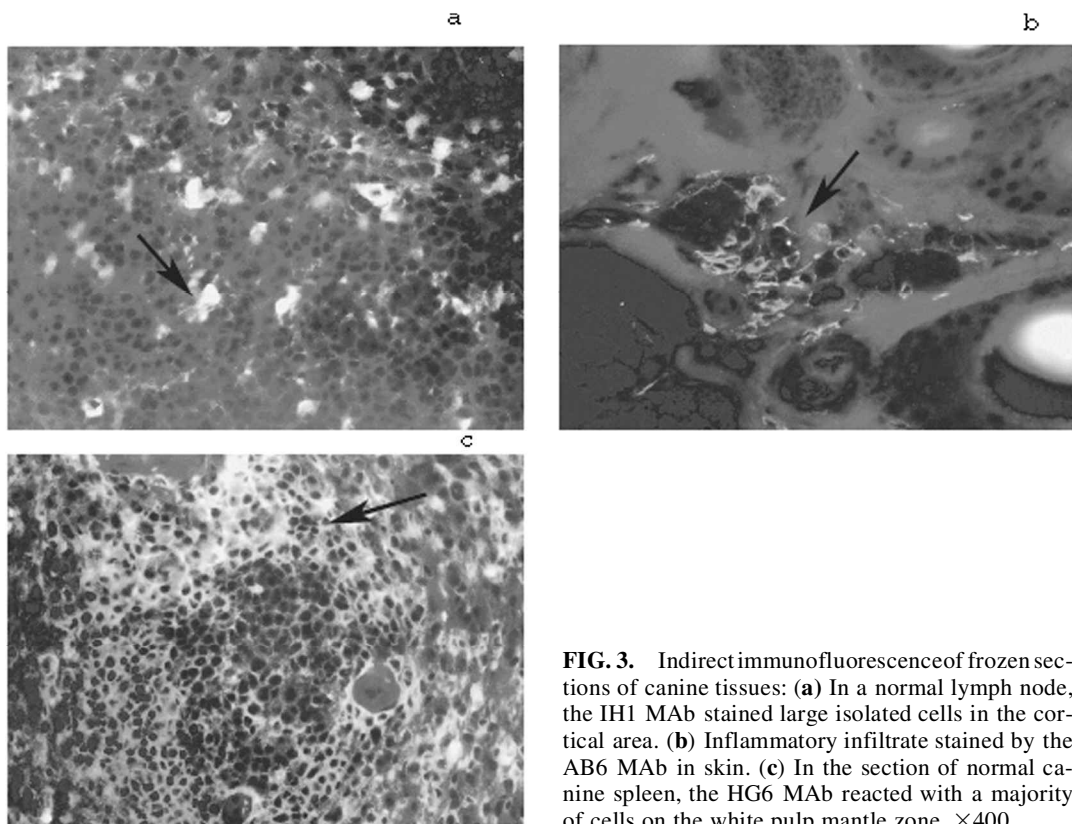 a
b
c
FIG. 3. Indirect immunofluorescence of frozen sec-
tions of canine tissues: (a) In a normal lymph node,
the IH1 MAb stained large isolated cells in the cor-
tical area. (b) Inflammatory infiltrate stained by the
AB6 MAb in skin. (c) In the section of normal ca-
nine spleen, the HG6 MAb reacted with a majority
of cells on the white pulp mantle zone. ×400.